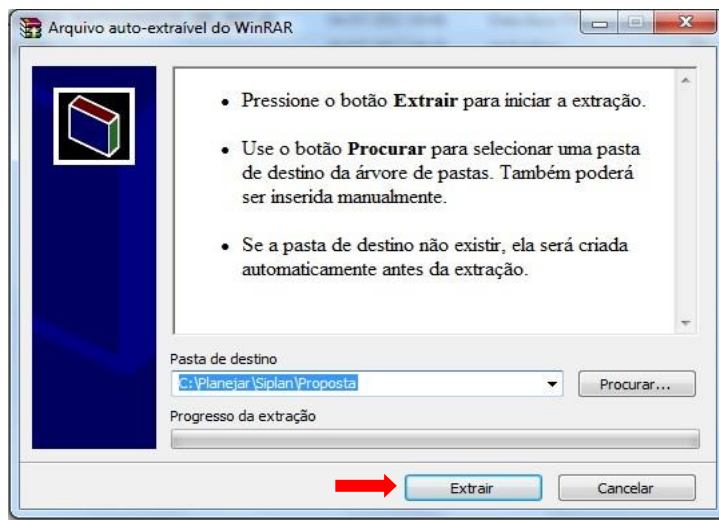 Arquivo auto-extraível do WinRAR
• Pressione o botão Extrair para iniciar a extração.
• Use o botão Procurar para selecionar uma pasta
de destino da árvore de pastas. Também poderá
ser inserida manualmente.
• Se a pasta de destino não existir, ela será criada
automaticamente antes da extração.
Pasta de destino
C:\Planejar\Siplan\Proposta
Procurar...
Progresso da extração
Extrair
Cancelar